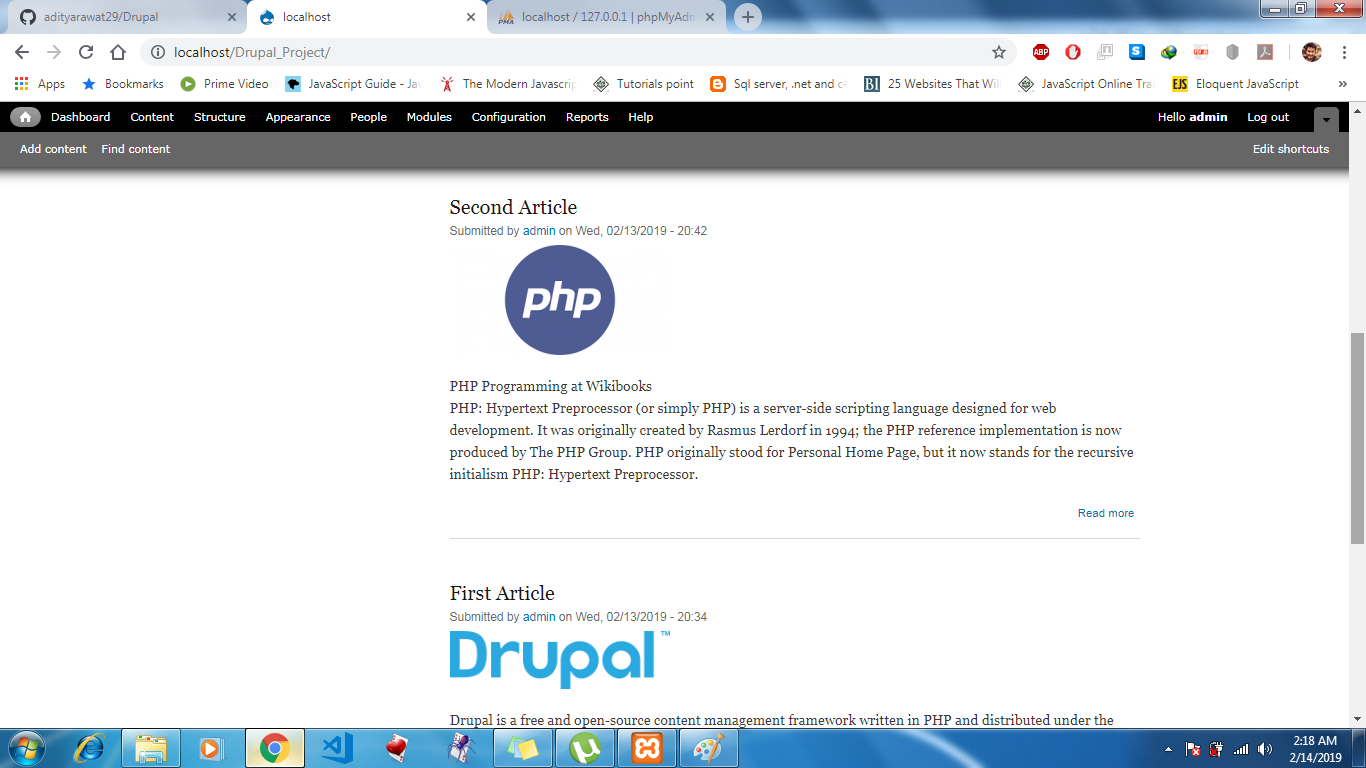 adityarawat29/Drupal
localhost
localhost / 127.0.0.1 | phpMyAdm
localhost/Drupal_Project/
ABP
Apps
Bookmarks
Prime Video
JavaScript Guide - Jav
The Modern Javascrip
Tutorials point
Sql server, .net and c#
BI
25 Websites That Will
JavaScript Online Trai
EJS
Eloquent JavaScript
Dashboard Content Structure Appearance People Modules Configuration Reports Help Hello admin Log out
Add content Find content Edit shortcuts
Second Article
Submitted by admin on Wed, 02/13/2019 - 20:42
php
PHP Programming at Wikibooks
PHP: Hypertext Preprocessor (or simply PHP) is a server-side scripting language designed for web
development. It was originally created by Rasmus Lerdorf in 1994; the PHP reference implementation is now
produced by The PHP Group. PHP originally stood for Personal Home Page, but it now stands for the recursive
initialism PHP: Hypertext Preprocessor.
Read more
First Article
Submitted by admin on Wed, 02/13/2019 - 20:34
Drupal™
Drupal is a free and open-source content management framework written in PHP and distributed under the
2:18 AM
2/14/2019